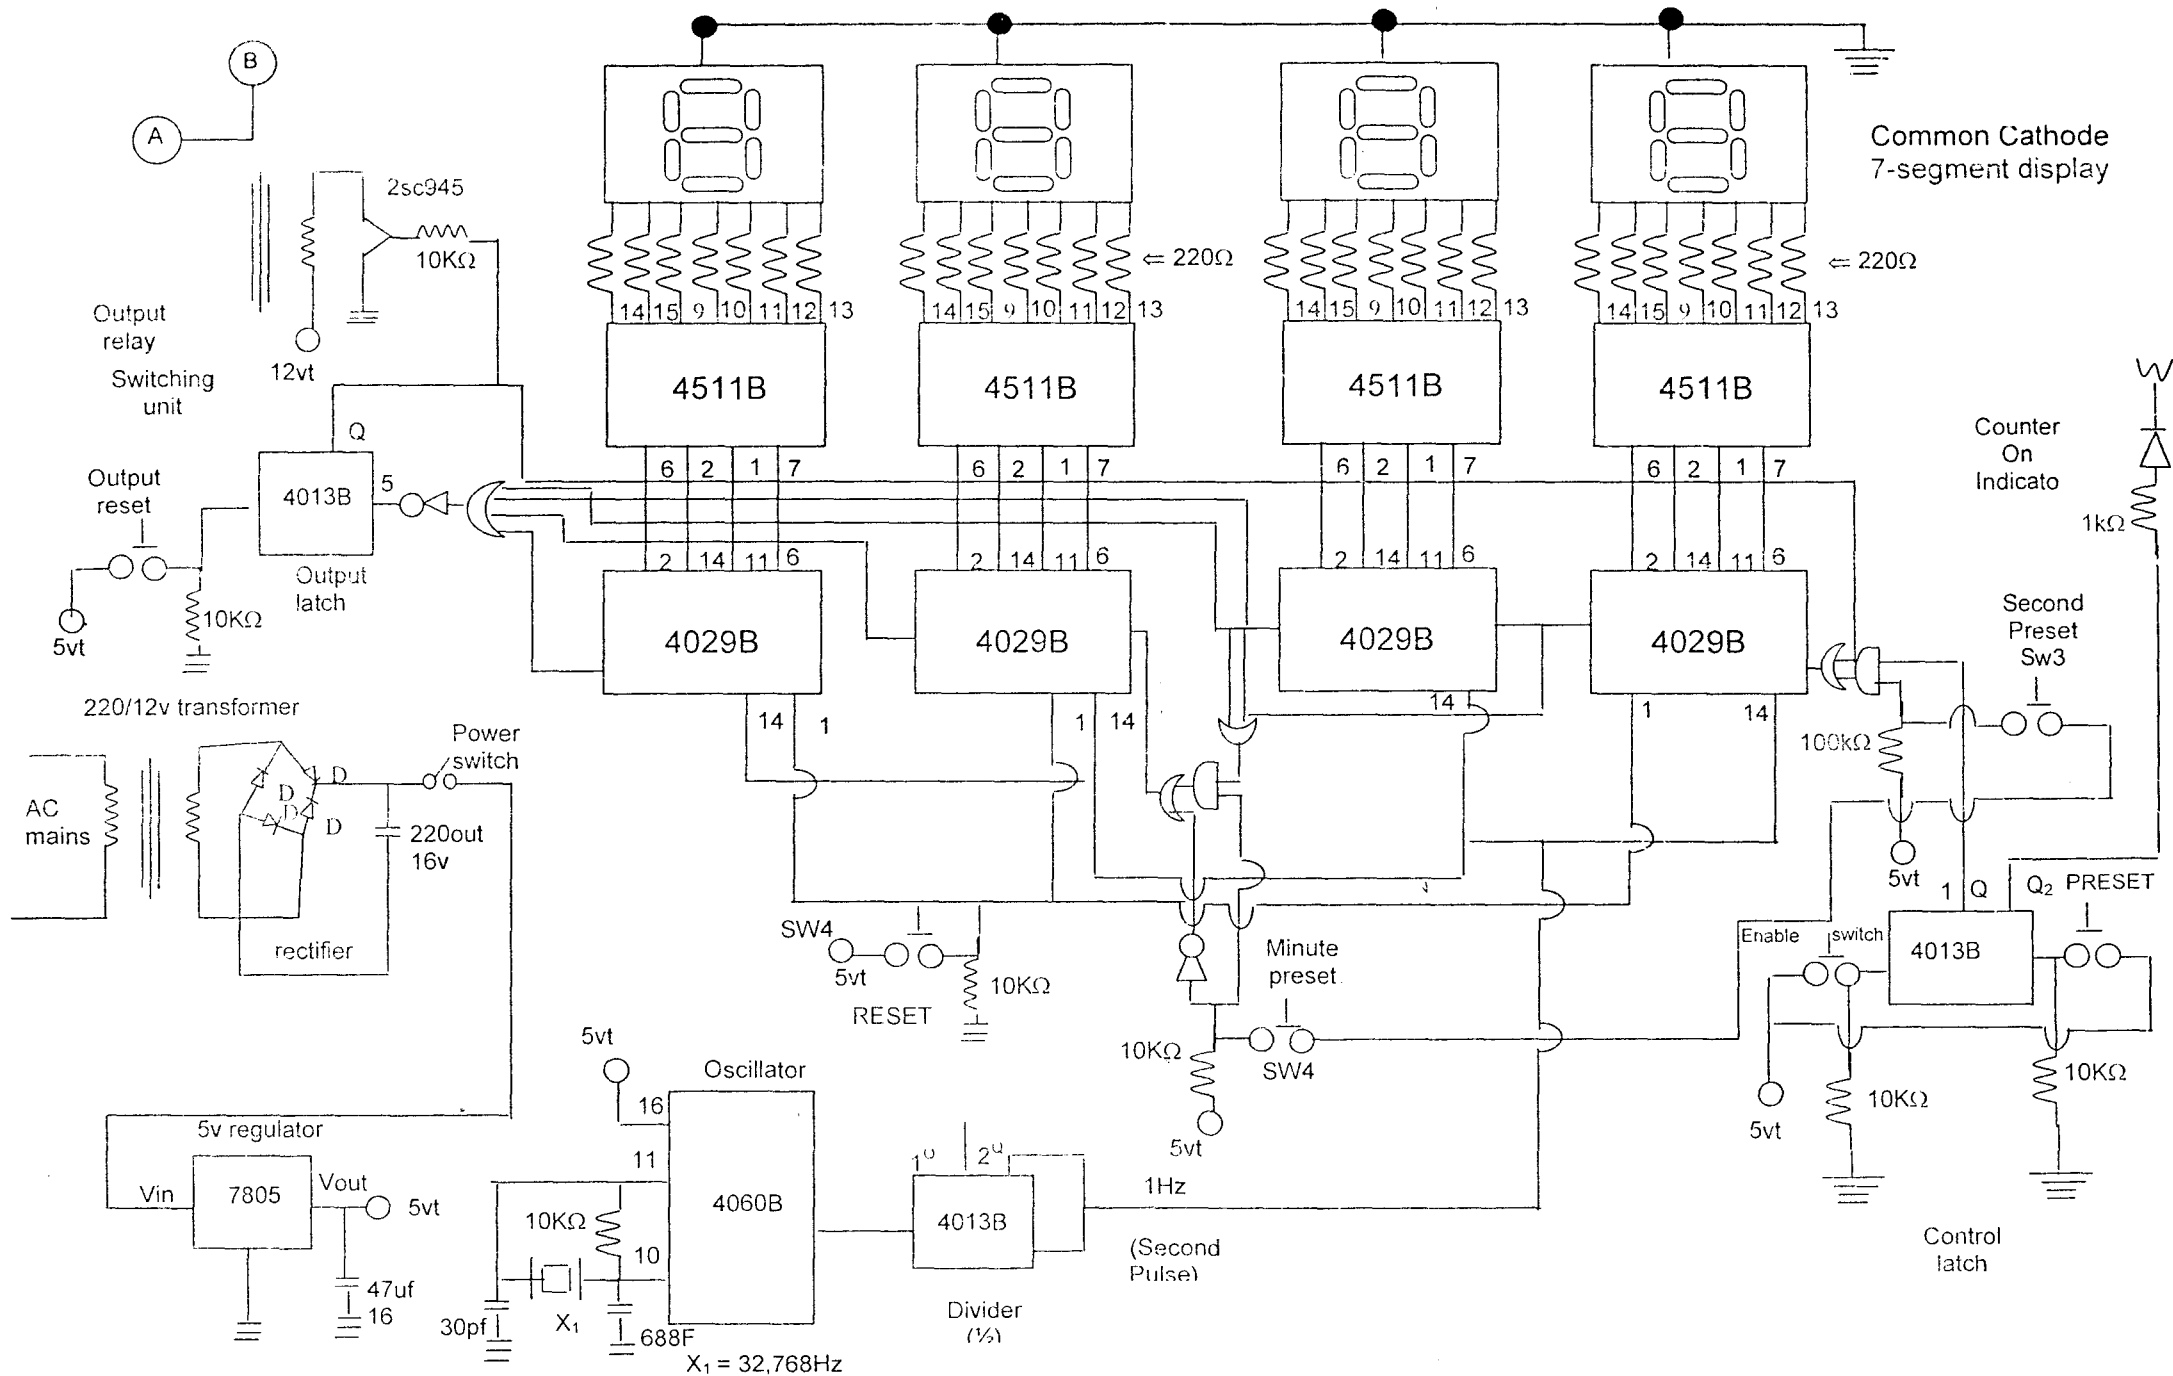 B
A
2sc945
10KΩ
Output
relay
Switching
unit
12vt
Common Cathode
7-segment display
⇐ 220Ω
⇐ 220Ω
14 15 9 10 11 12 13
14 15 9 10 11 12 13
14 15 9 10 11 12 13
14 15 9 10 11 12 13
4511B
4511B
4511B
4511B
Counter
On
Indicato
1kΩ
6 2 1 7
6 2 1 7
6 2 1 7
6 2 1 7
Q
Output
reset
4013B
5
Output
latch
10KΩ
5vt
2 14 11 6
2 14 11 6
2 14 11 6
2 14 11 6
4029B
4029B
4029B
4029B
Second
Preset
Sw3
14 1
1 14
14
1 14
100kΩ
5vt
220/12v transformer
Power
switch
AC
mains
D
D
D
D
220out
16v
rectifier
SW4
5vt
RESET
10KΩ
Minute
preset
10KΩ
SW4
5vt
1 Q
Q2 PRESET
Enable switch
4013B
10KΩ
10KΩ
5vt
Control
latch
5v regulator
Vin
7805
Vout
5vt
47uf
16
5vt
Oscillator
16
11
10KΩ
10
4060B
30pf
X1
688F
X1 = 32,768Hz
1Q
2Q
4013B
Divider
(½)
1Hz
(Second
Pulse)